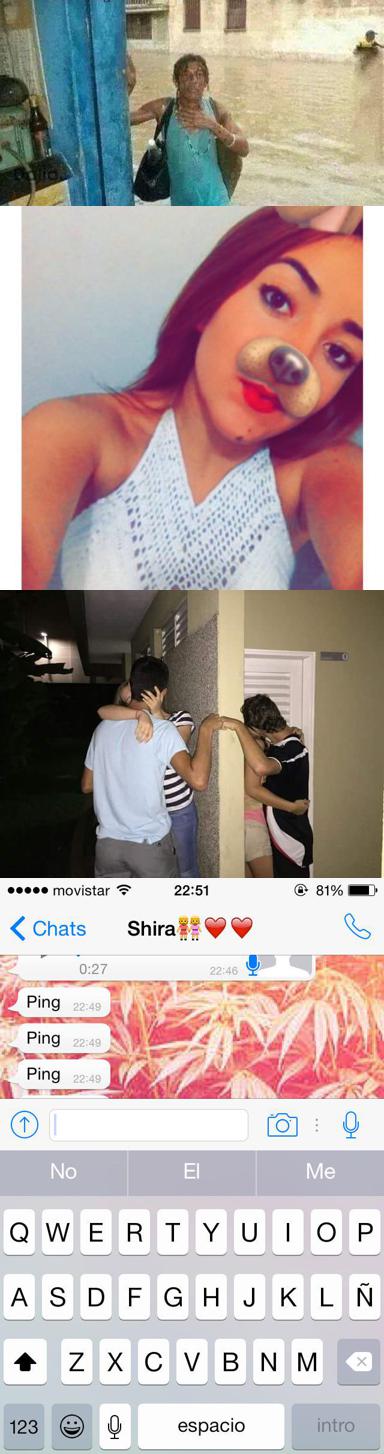 movistar 22:51 81%
Chats Shira👭❤️❤️
0:27 22:46
Ping 22:49
Ping 22:49
Ping 22:49
No El Me
Q W E R T Y U I O P
A S D F G H J K L Ñ
Z X C V B N M
123 espacio intro